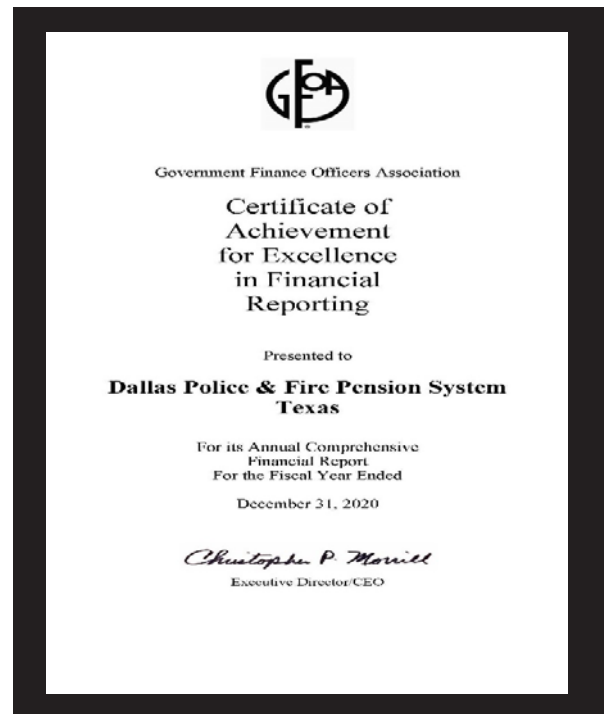 GFOA
Government Finance Officers Association
Certificate of
Achievement
for Excellence
in Financial
Reporting
Presented to
Dallas Police & Fire Pension System
Texas
For its Annual Comprehensive
Financial Report
For the Fiscal Year Ended
December 31, 2020
Christopher P. Morrill
Executive Director/CEO